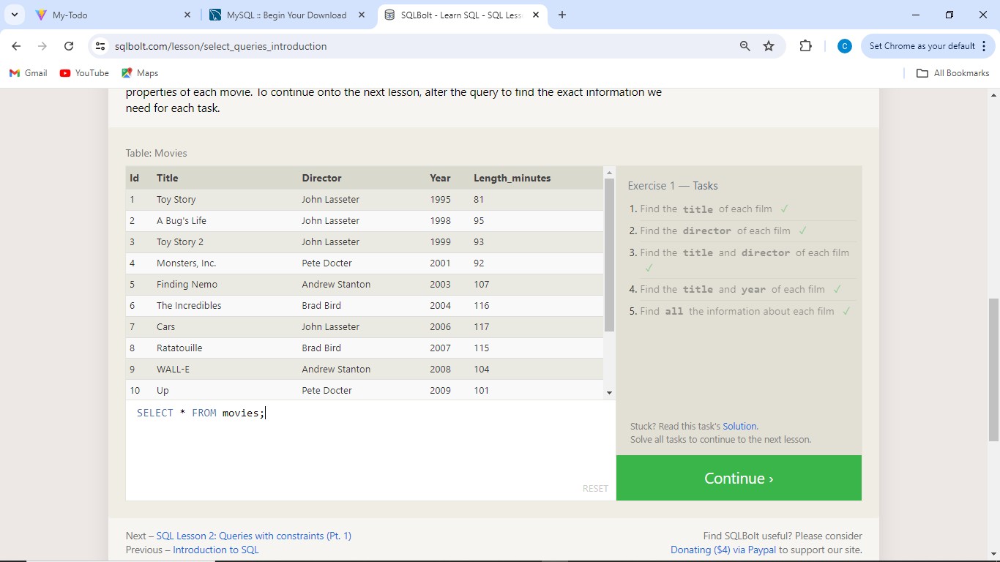 My-Todo
MySQL :: Begin Your Download
SQLBolt - Learn SQL - SQL Less
sqlbolt.com/lesson/select_queries_introduction
C
Set Chrome as your default
Gmail
YouTube
Maps
All Bookmarks
properties of each movie. To continue onto the next lesson, alter the query to find the exact information we
need for each task.
Table: Movies
Id Title Director Year Length_minutes
1 Toy Story John Lasseter 1995 81
2 A Bug's Life John Lasseter 1998 95
3 Toy Story 2 John Lasseter 1999 93
4 Monsters, Inc. Pete Docter 2001 92
5 Finding Nemo Andrew Stanton 2003 107
6 The Incredibles Brad Bird 2004 116
7 Cars John Lasseter 2006 117
8 Ratatouille Brad Bird 2007 115
9 WALL-E Andrew Stanton 2008 104
10 Up Pete Docter 2009 101
SELECT * FROM movies;
RESET
Exercise 1 — Tasks
1. Find the title of each film ✓
2. Find the director of each film ✓
3. Find the title and director of each film
✓
4. Find the title and year of each film ✓
5. Find all the information about each film ✓
Stuck? Read this task's Solution.
Solve all tasks to continue to the next lesson.
Continue ›
Next – SQL Lesson 2: Queries with constraints (Pt. 1)
Previous – Introduction to SQL
Find SQLBolt useful? Please consider
Donating ($4) via Paypal to support our site.